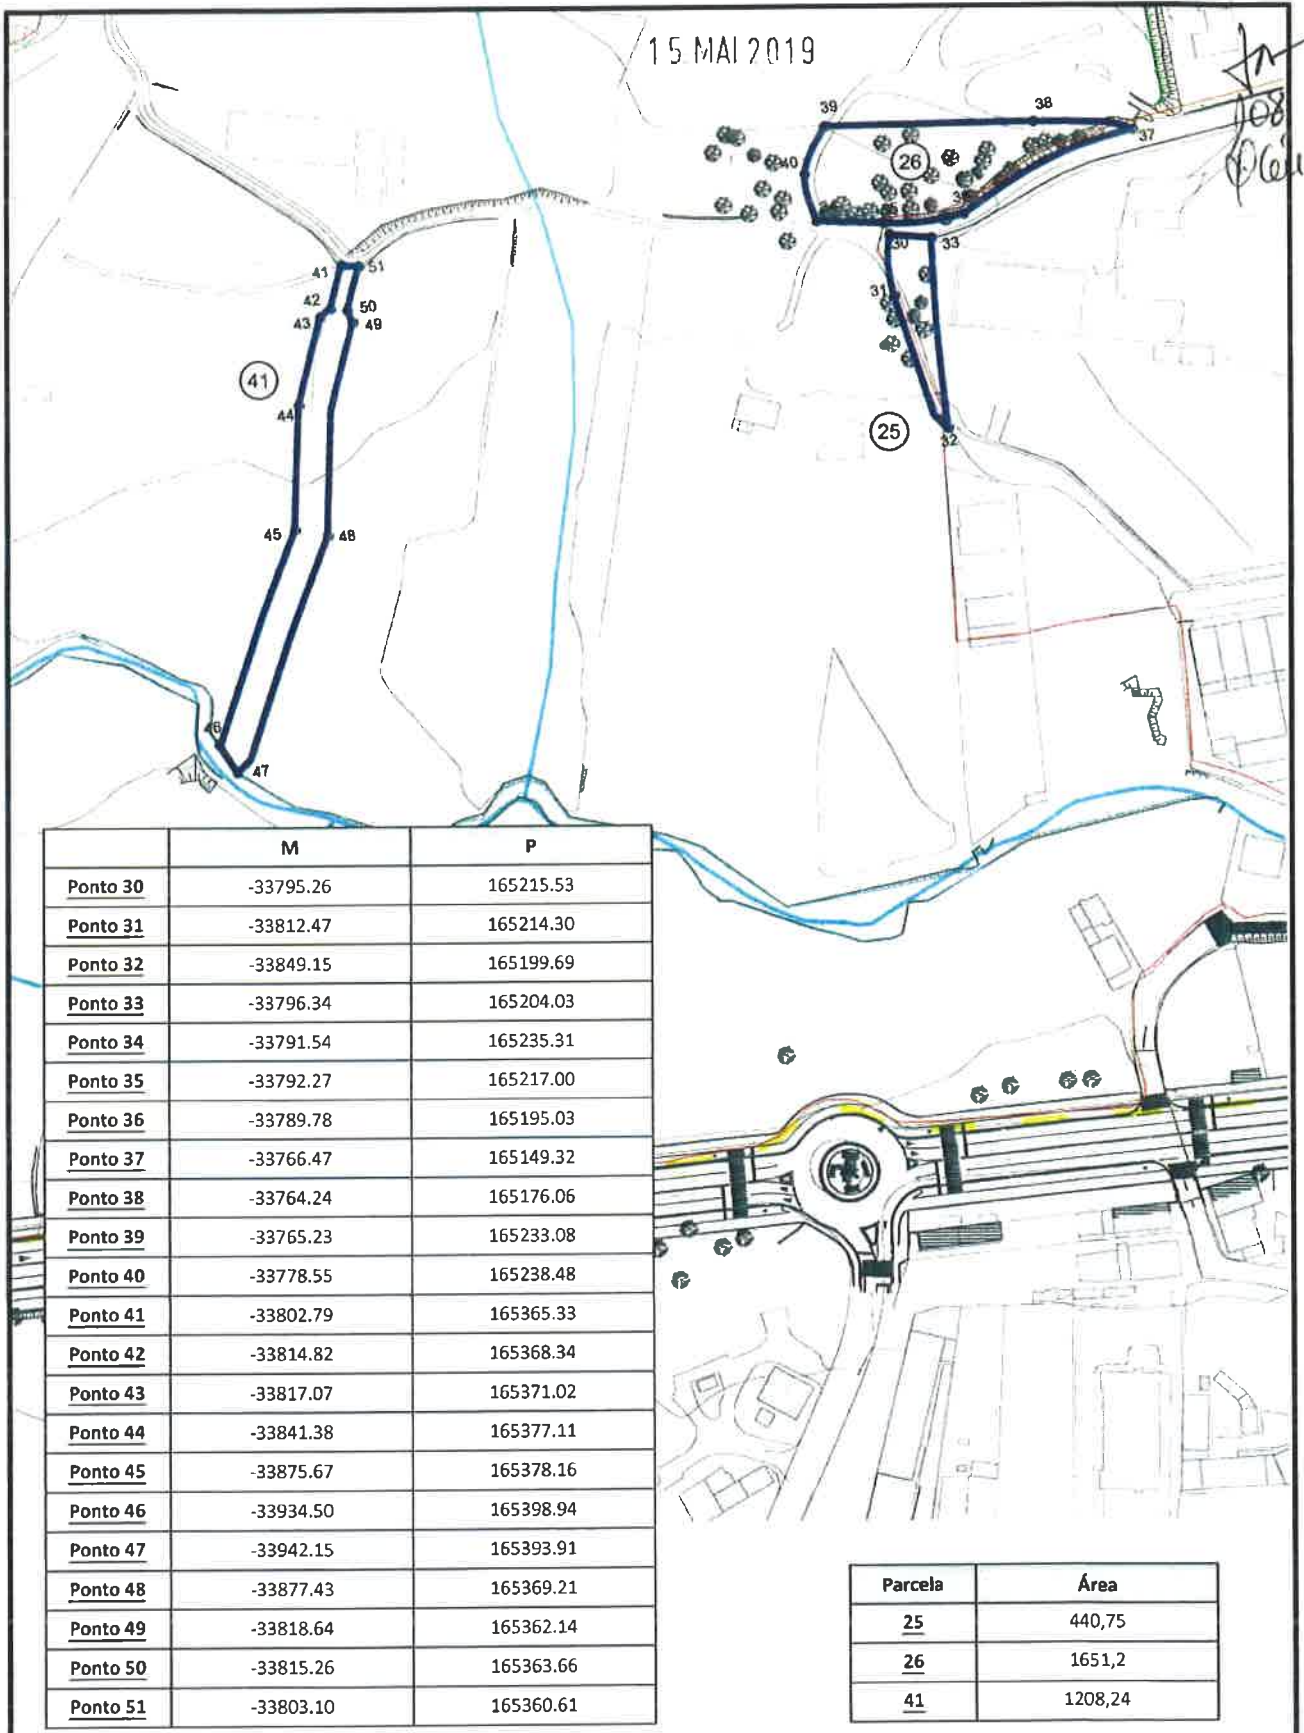 15 MAI 2019
108
39
38
37
40
26
36
35
30
33
41
51
31
42
50
43
49
41
44
25
32
45
48
46
47
M P
Ponto 30 -33795.26 165215.53
Ponto 31 -33812.47 165214.30
Ponto 32 -33849.15 165199.69
Ponto 33 -33796.34 165204.03
Ponto 34 -33791.54 165235.31
Ponto 35 -33792.27 165217.00
Ponto 36 -33789.78 165195.03
Ponto 37 -33766.47 165149.32
Ponto 38 -33764.24 165176.06
Ponto 39 -33765.23 165233.08
Ponto 40 -33778.55 165238.48
Ponto 41 -33802.79 165365.33
Ponto 42 -33814.82 165368.34
Ponto 43 -33817.07 165371.02
Ponto 44 -33841.38 165377.11
Ponto 45 -33875.67 165378.16
Ponto 46 -33934.50 165398.94
Ponto 47 -33942.15 165393.91
Ponto 48 -33877.43 165369.21
Ponto 49 -33818.64 165362.14
Ponto 50 -33815.26 165363.66
Ponto 51 -33803.10 165360.61
Parcela Área
25 440,75
26 1651,2
41 1208,24